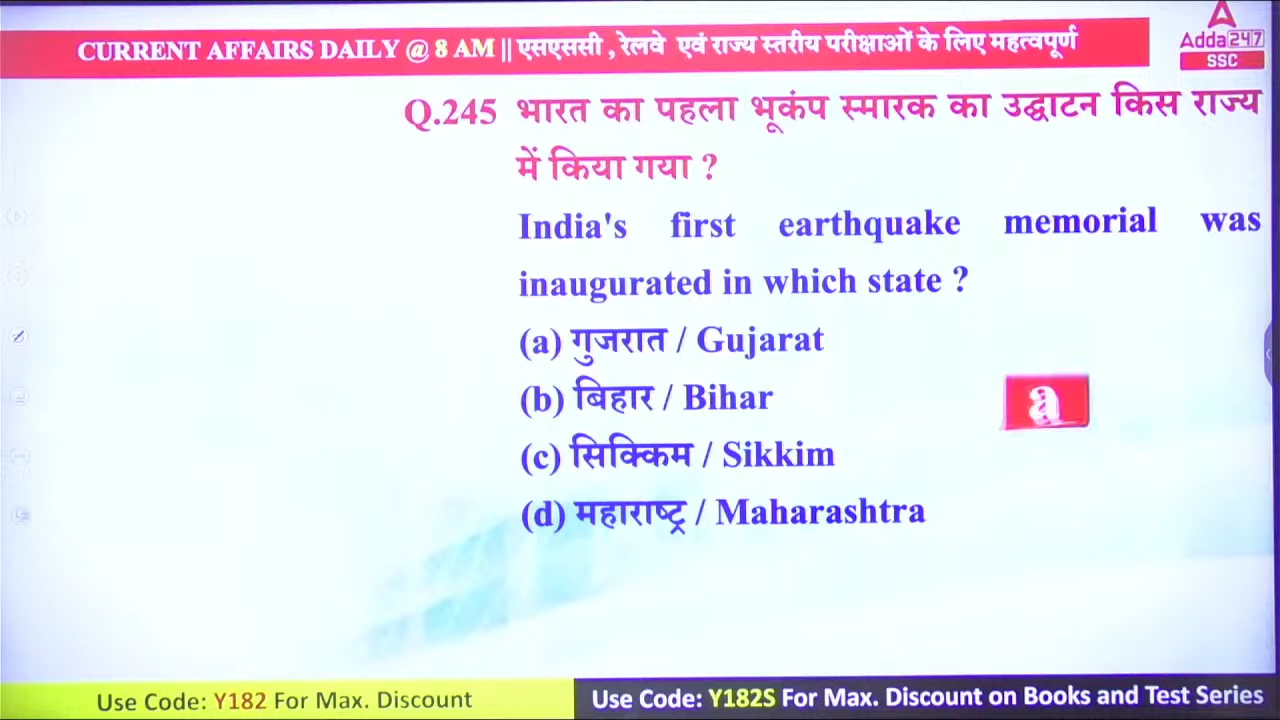 CURRENT AFFAIRS DAILY @ 8 AM || एसएससी , रेलवे एवं राज्य स्तरीय परीक्षाओं के लिए महत्वपूर्ण
Adda247
SSC
Q.245 भारत का पहला भूकंप स्मारक का उद्घाटन किस राज्य
में किया गया ?
India's first earthquake memorial was
inaugurated in which state ?
(a) गुजरात / Gujarat
(b) बिहार / Bihar
a
(c) सिक्किम / Sikkim
(d) महाराष्ट्र / Maharashtra
Use Code: Y182 For Max. Discount
Use Code: Y182S For Max. Discount on Books and Test Series